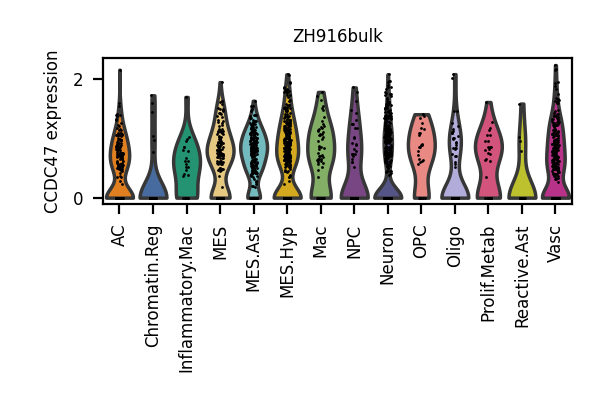 ZH916bulk
CCDC47 expression
2
0
AC
Chromatin.Reg
Inflammatory.Mac
MES
MES.Ast
MES.Hyp
Mac
NPC
Neuron
OPC
Oligo
Prolif.Metab
Reactive.Ast
Vasc